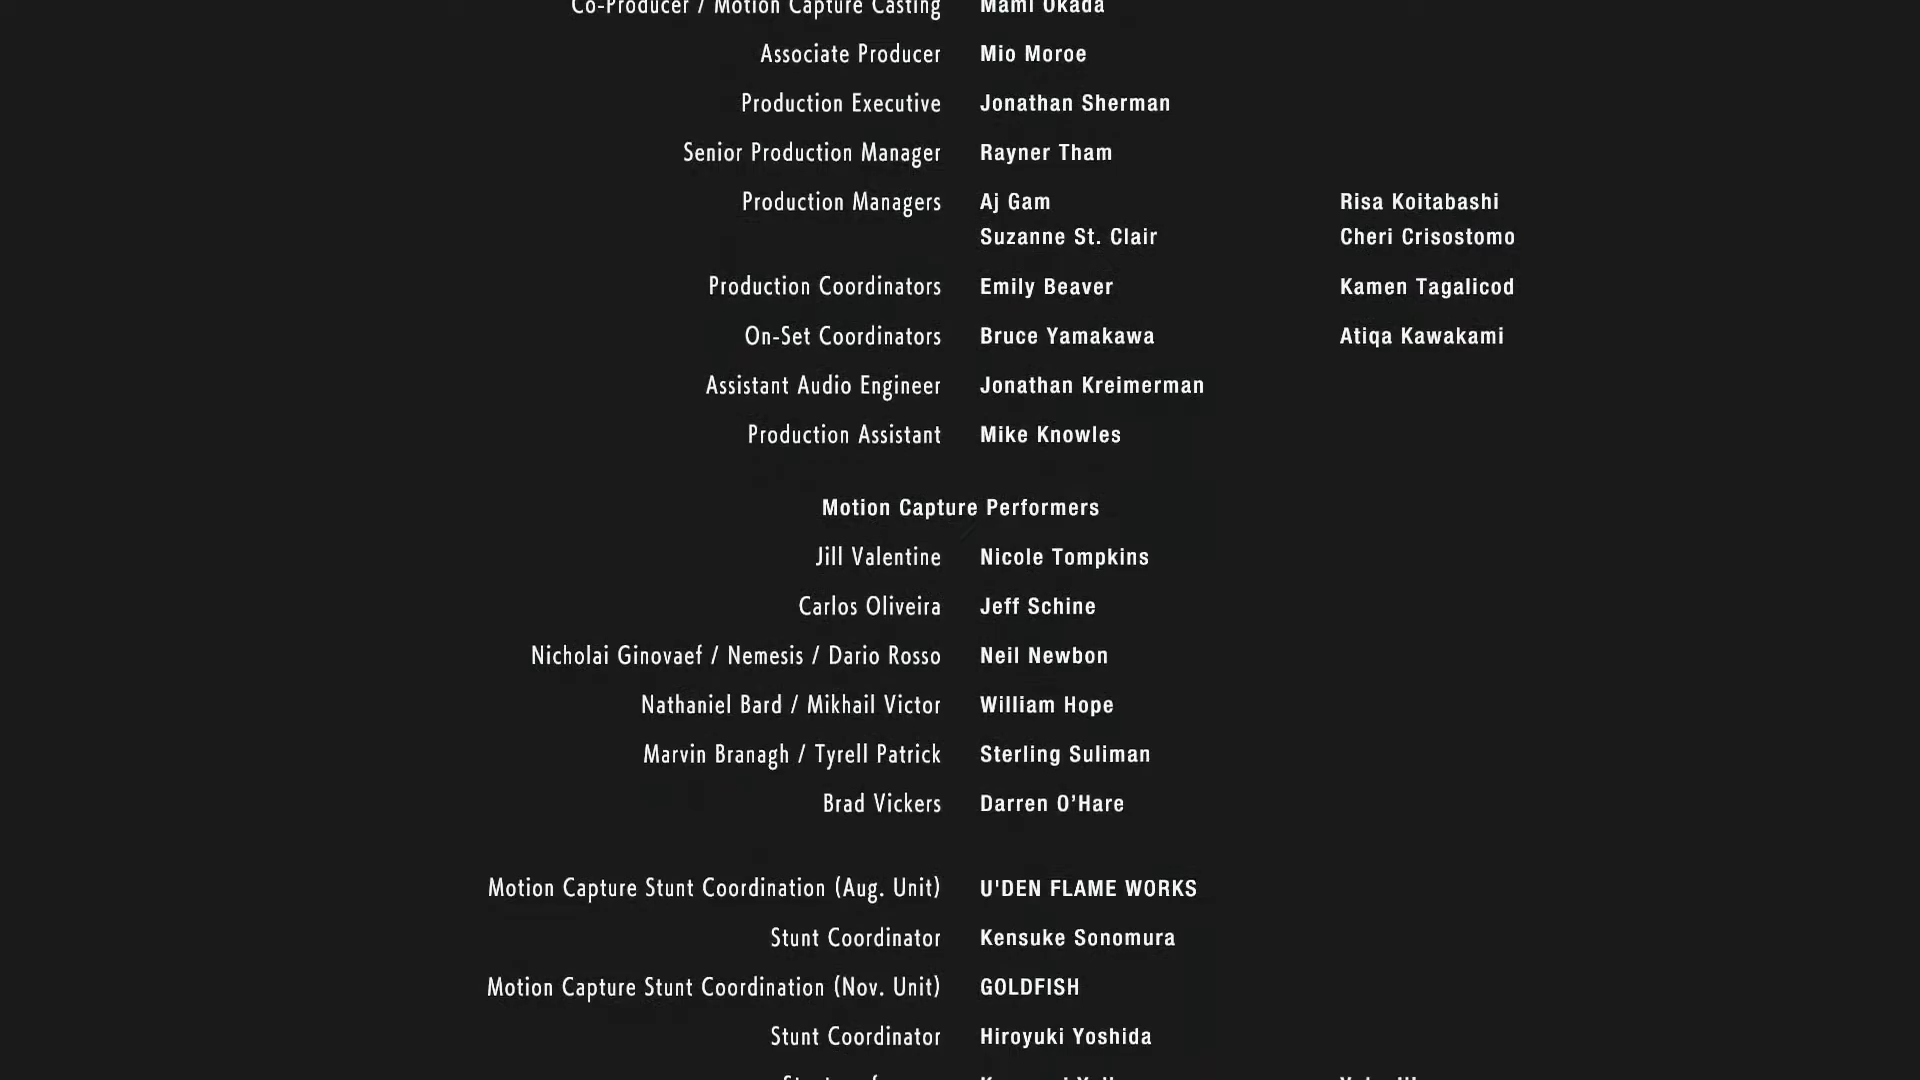 Co-Producer / Motion Capture Casting Mami Okada
Associate Producer Mio Moroe
Production Executive Jonathan Sherman
Senior Production Manager Rayner Tham
Production Managers Aj Gam Risa Koitabashi
Suzanne St. Clair Cheri Crisostomo
Production Coordinators Emily Beaver Kamen Tagalicod
On-Set Coordinators Bruce Yamakawa Atiqa Kawakami
Assistant Audio Engineer Jonathan Kreimerman
Production Assistant Mike Knowles
Motion Capture Performers
Jill Valentine Nicole Tompkins
Carlos Oliveira Jeff Schine
Nicholai Ginovaef / Nemesis / Dario Rosso Neil Newbon
Nathaniel Bard / Mikhail Victor William Hope
Marvin Branagh / Tyrell Patrick Sterling Suliman
Brad Vickers Darren O’Hare
Motion Capture Stunt Coordination (Aug. Unit) U'DEN FLAME WORKS
Stunt Coordinator Kensuke Sonomura
Motion Capture Stunt Coordination (Nov. Unit) GOLDFISH
Stunt Coordinator Hiroyuki Yoshida